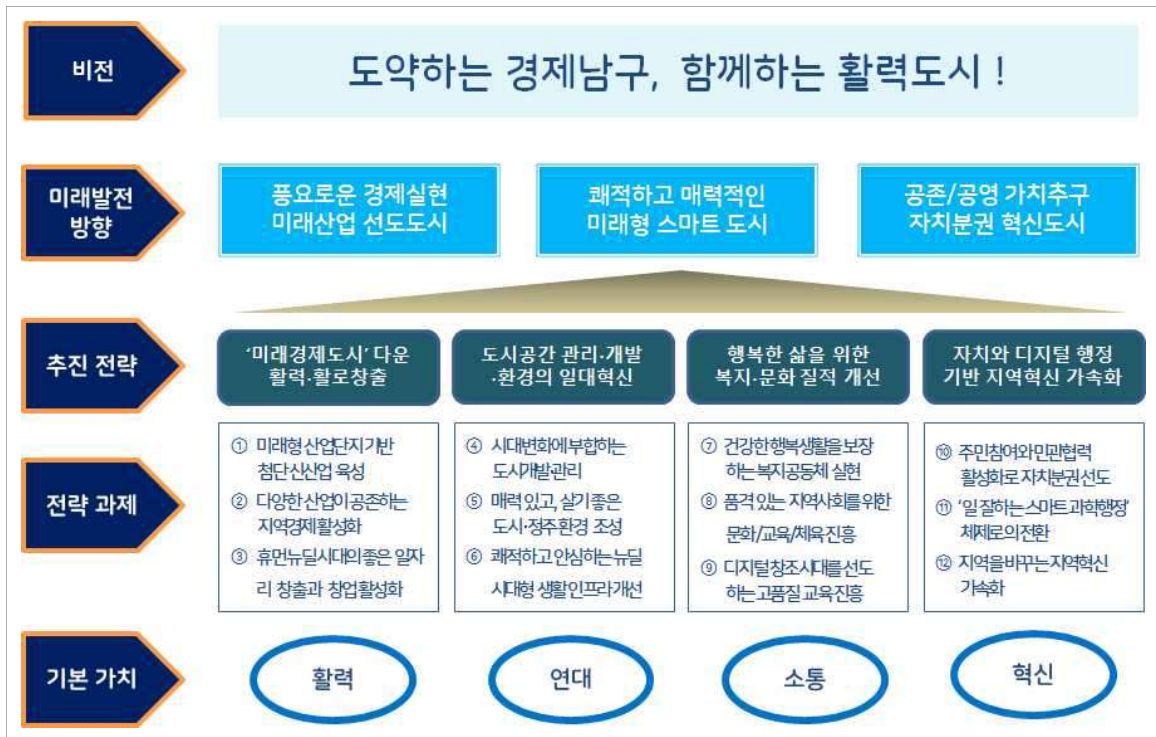 비전
도약하는 경제남구, 함께하는 활력도시 !
미래발전
방향
풍요로운 경제실현
미래산업 선도도시
쾌적하고 매력적인
미래형 스마트 도시
공존/공영 가치추구
자치분권 혁신도시
추진 전략
‘미래경제도시’ 다운
활력·활로창출
도시공간 관리·개발
·환경의 일대혁신
행복한 삶을 위한
복지·문화 질적 개선
자치와 디지털 행정
기반 지역혁신 가속화
전략 과제
① 미래형 산업단지 기반
첨단신산업 육성
② 다양한 산업이 공존하는
지역경제 활성화
③ 휴먼뉴딜시대의 좋은 일자
리 창출과 창업활성화
④ 시대변화에 부합하는
도시개발관리
⑤ 매력 있고, 살기 좋은
도시·정주환경 조성
⑥ 쾌적하고 안심하는 뉴딜
시대형 생활인프라 개선
⑦ 건강한 행복생활을 보장
하는 복지공동체 실현
⑧ 품격 있는 지역사회를 위한
문화/교육/체육 진흥
⑨ 디지털 창조시대를 선도
하는 고품질 교육 진흥
⑩ 주민참여와 민관협력
활성화로 자치분권 선도
⑪ ‘일 잘하는 스마트 과학행정’
체제로의 전환
⑫ 지역을 바꾸는 지역혁신
가속화
기본 가치
활력
연대
소통
혁신